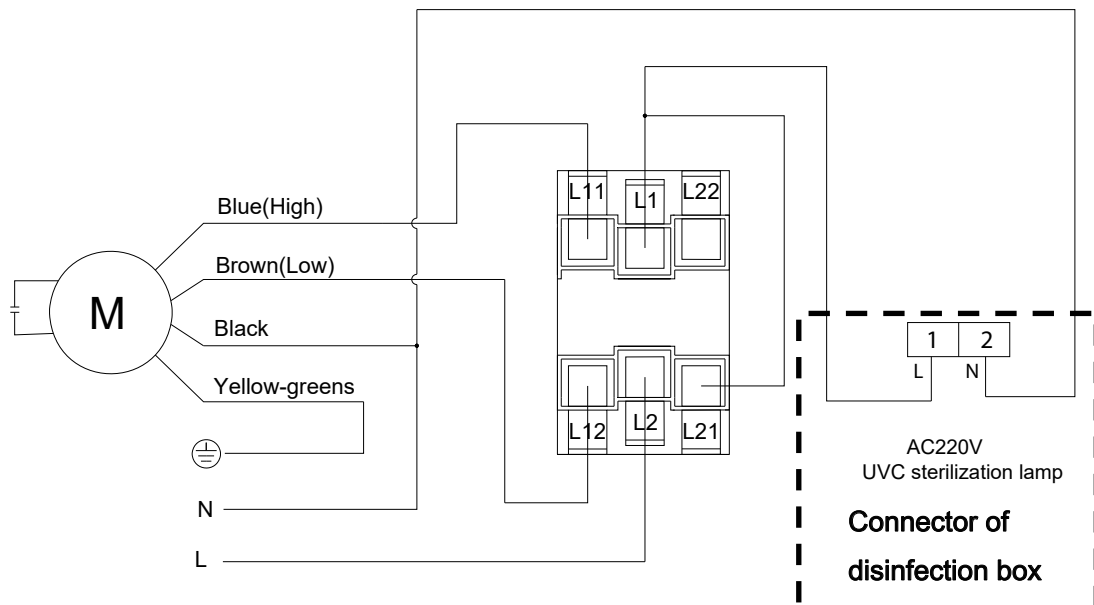 L11
L1
L22
Blue(High)
Brown(Low)
M
Black
Yellow-greens
1
2
L
N
L12
L2
L21
AC220V
UVC sterilization lamp
N
Connector of
L
disinfection box